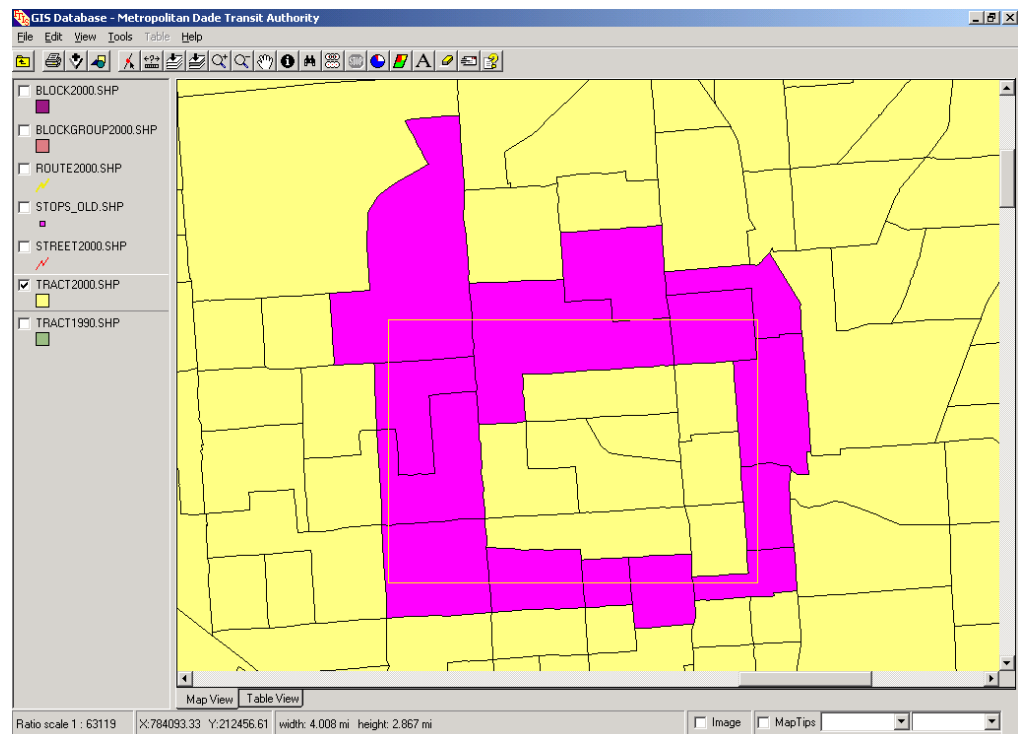 GIS Database - Metropolitan Dade Transit Authority
File Edit View Tools Table Help
BLOCK2000.SHP
BLOCKGROUP2000.SHP
ROUTE2000.SHP
STOPS_OLD.SHP
STREET2000.SHP
TRACT2000.SHP
TRACT1990.SHP
Map View Table View
Ratio scale 1 : 63119 X:784093.33 Y:212456.61 width: 4.008 mi height: 2.867 mi Image MapTips